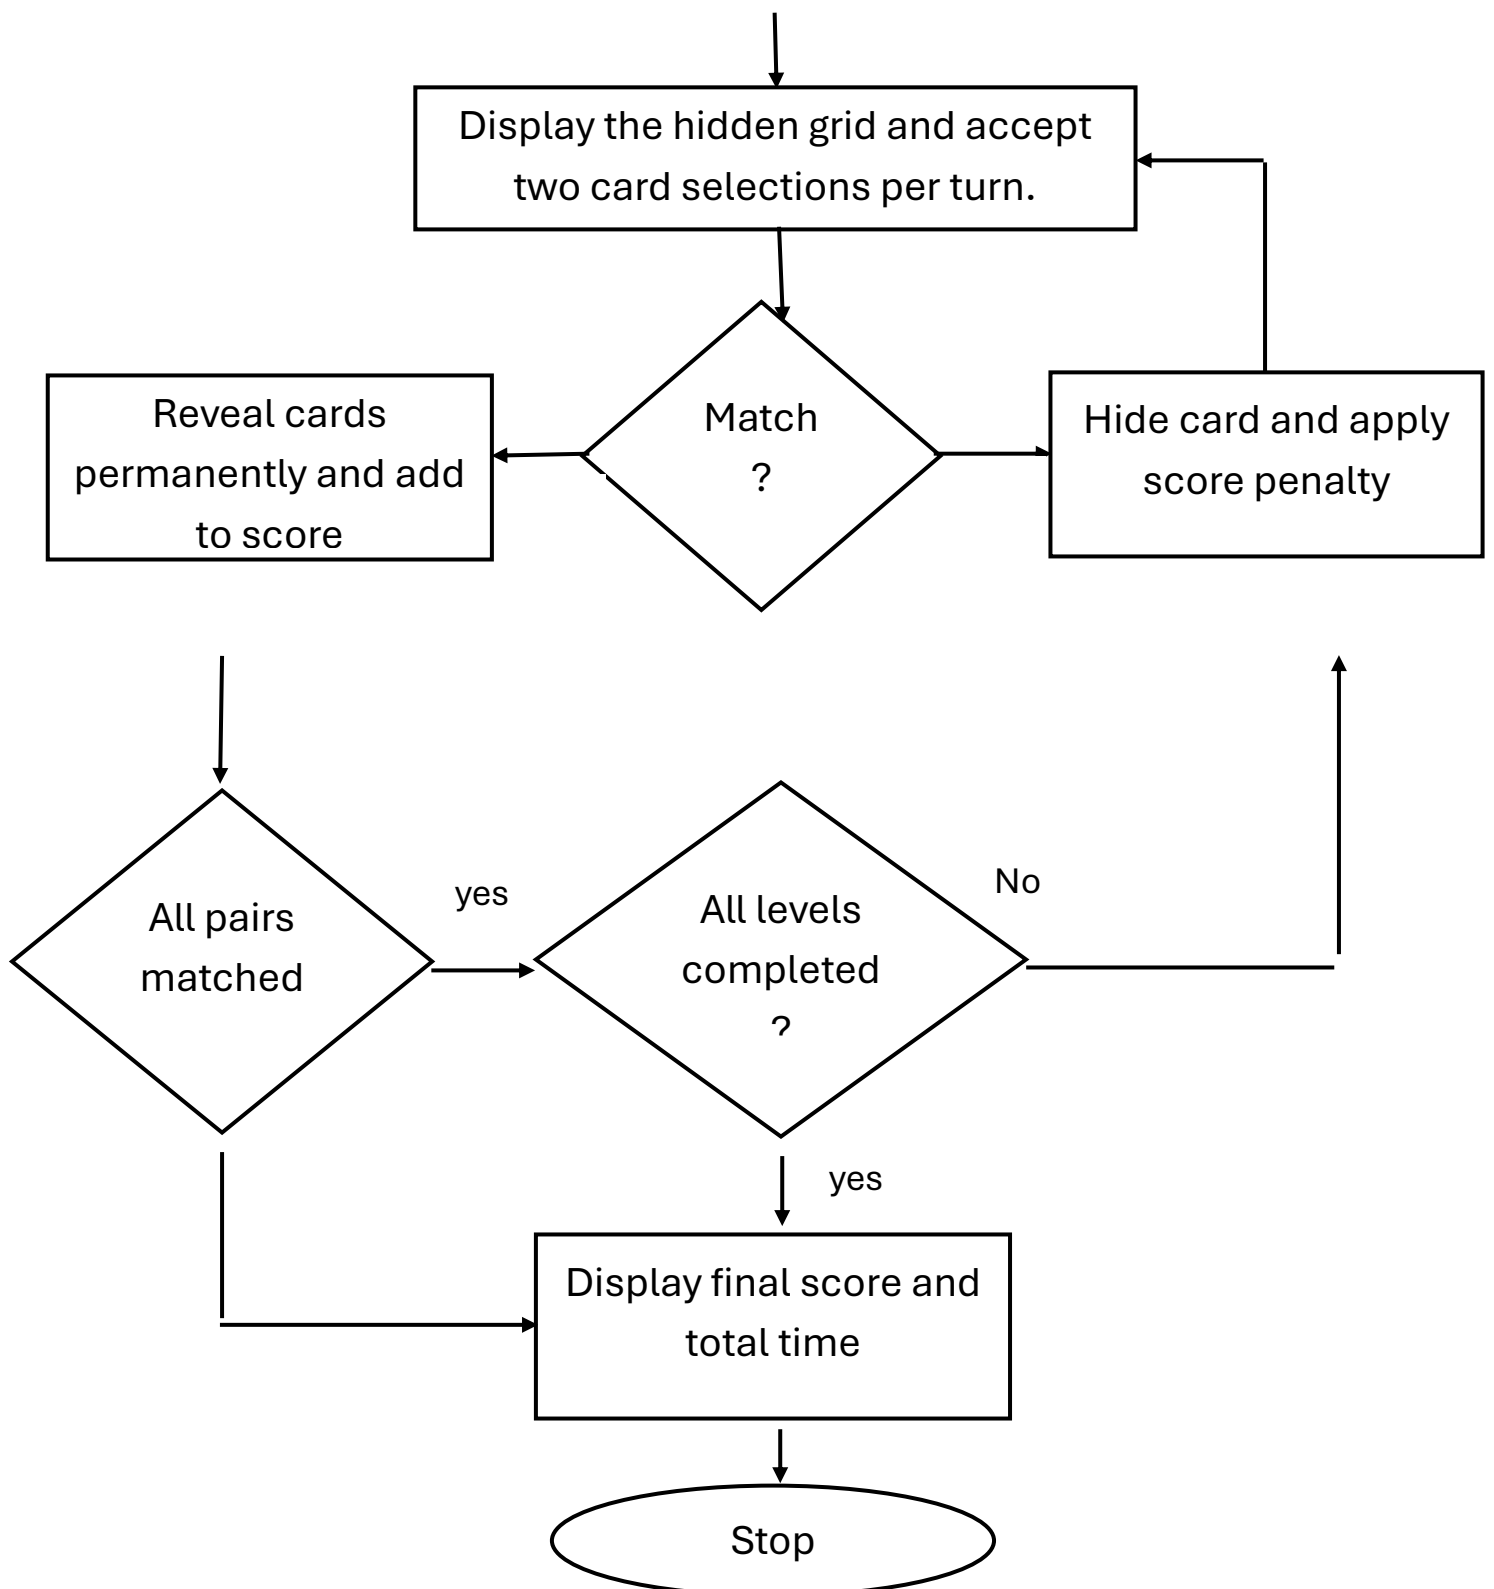 Display the hidden grid and accept
two card selections per turn.
Match
?
Reveal cards
permanently and add
to score
Hide card and apply
score penalty
All pairs
matched
yes
All levels
completed
?
No
yes
Display final score and
total time
Stop